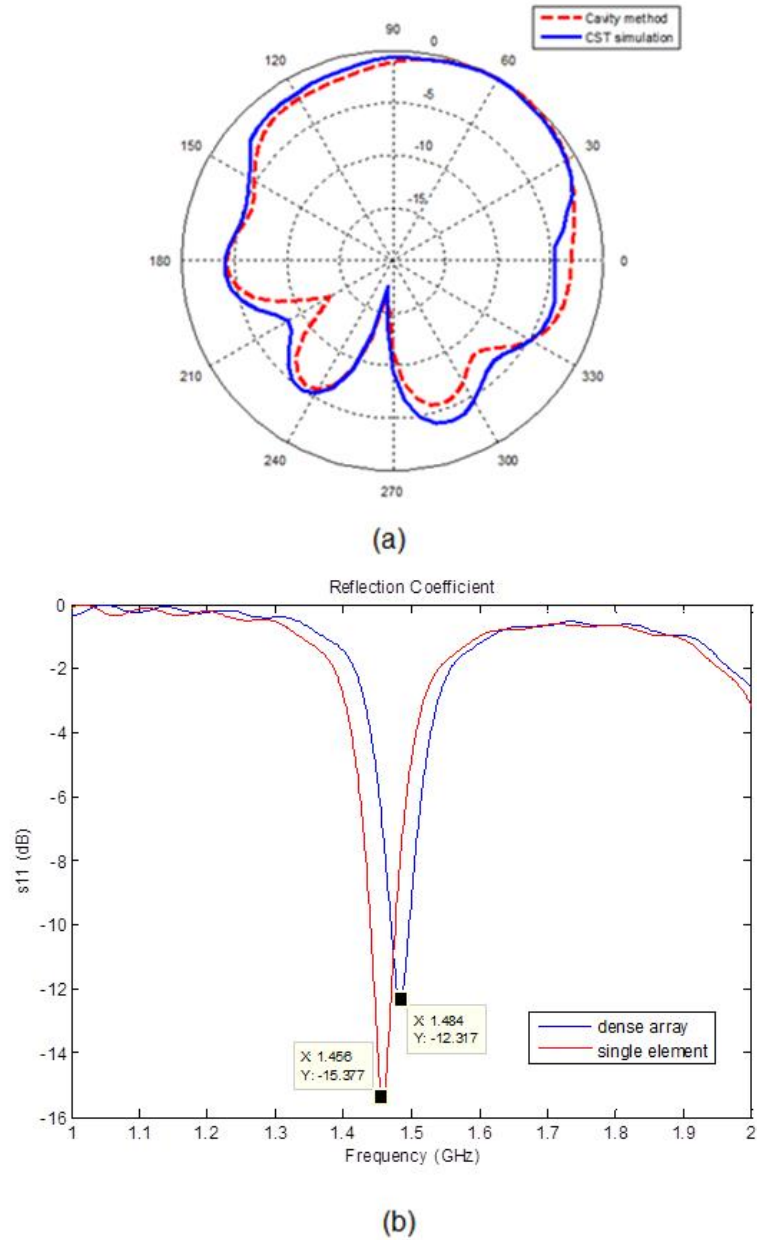 Cavity method
CST simulation
90
0
120
60
-5
150
-10
30
-15
180
0
210
330
240
300
270
(a)
Reflection Coefficient
0
-2
-4
-6
-8
-10
-12
-14
-16
s11 (dB)
X: 1.484
Y: -12.317
X: 1.456
Y: -15.377
dense array
single element
1 1.1 1.2 1.3 1.4 1.5 1.6 1.7 1.8 1.9 2
Frequency (GHz)
(b)